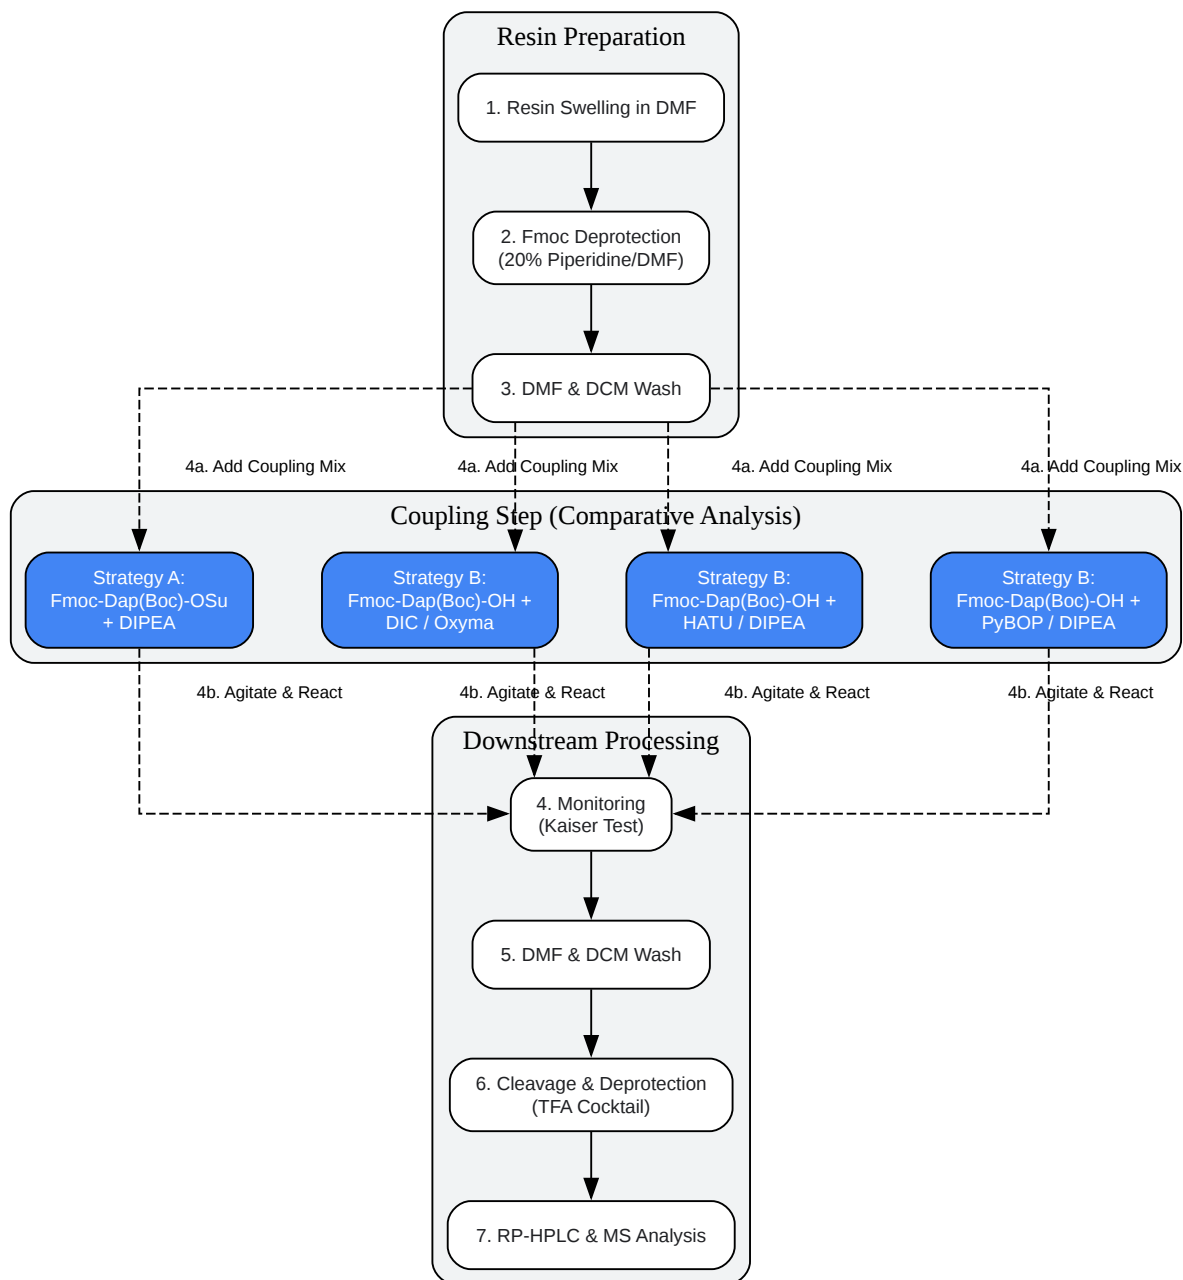 Resin Preparation
1. Resin Swelling in DMF
2. Fmoc Deprotection
(20% Piperidine/DMF)
3. DMF & DCM Wash
4a. Add Coupling Mix
4a. Add Coupling Mix
4a. Add Coupling Mix
4a. Add Coupling Mix
Coupling Step (Comparative Analysis)
Strategy A:
Fmoc-Dap(Boc)-OSu
+ DIPEA
Strategy B:
Fmoc-Dap(Boc)-OH +
DIC / Oxyma
Strategy B:
Fmoc-Dap(Boc)-OH +
HATU / DIPEA
Strategy B:
Fmoc-Dap(Boc)-OH +
PyBOP / DIPEA
4b. Agitate & React
4b. Agitate & React
4b. Agitate & React
4b. Agitate & React
Downstream Processing
4. Monitoring
(Kaiser Test)
5. DMF & DCM Wash
6. Cleavage & Deprotection
(TFA Cocktail)
7. RP-HPLC & MS Analysis